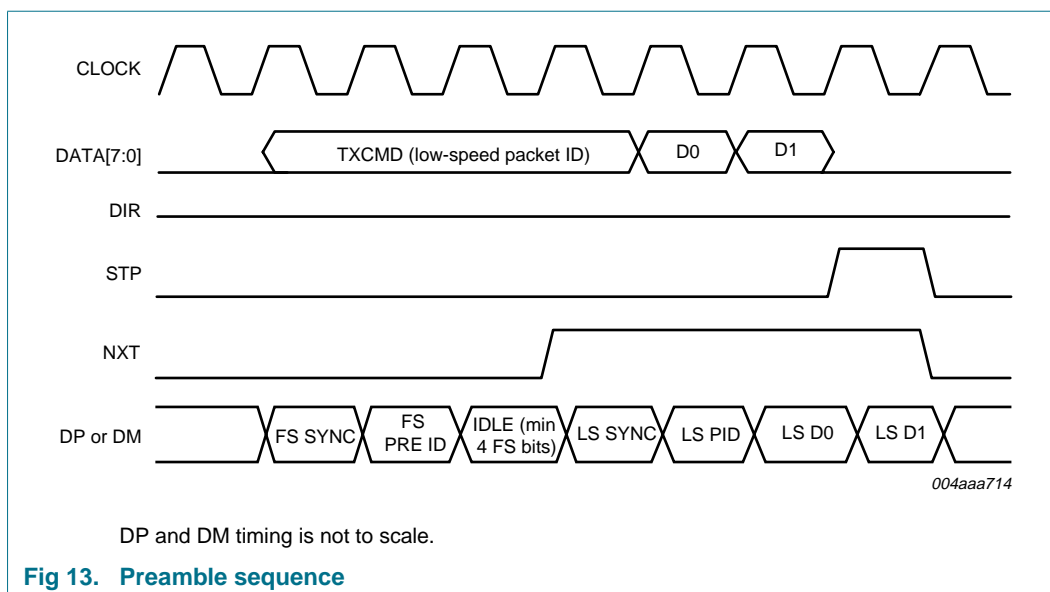 CLOCK
DATA[7:0]
TXCMD (low-speed packet ID)
D0
D1
DIR
STP
NXT
DP or DM
FS SYNC
FS
PRE ID
IDLE (min
4 FS bits)
LS SYNC
LS PID
LS D0
LS D1
004aaa714
DP and DM timing is not to scale.
Fig 13. Preamble sequence